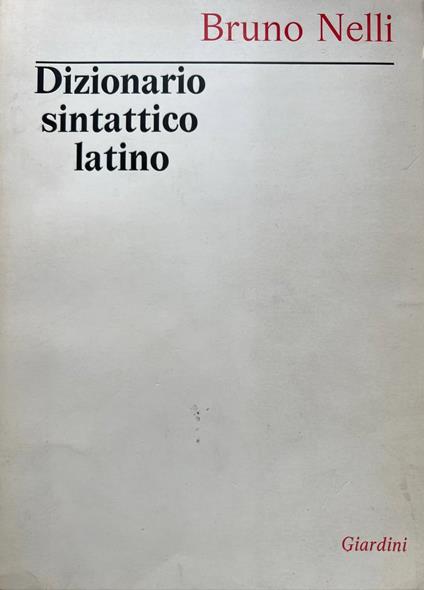 Bruno Nelli
Dizionario
sintattico
latino
Giardini